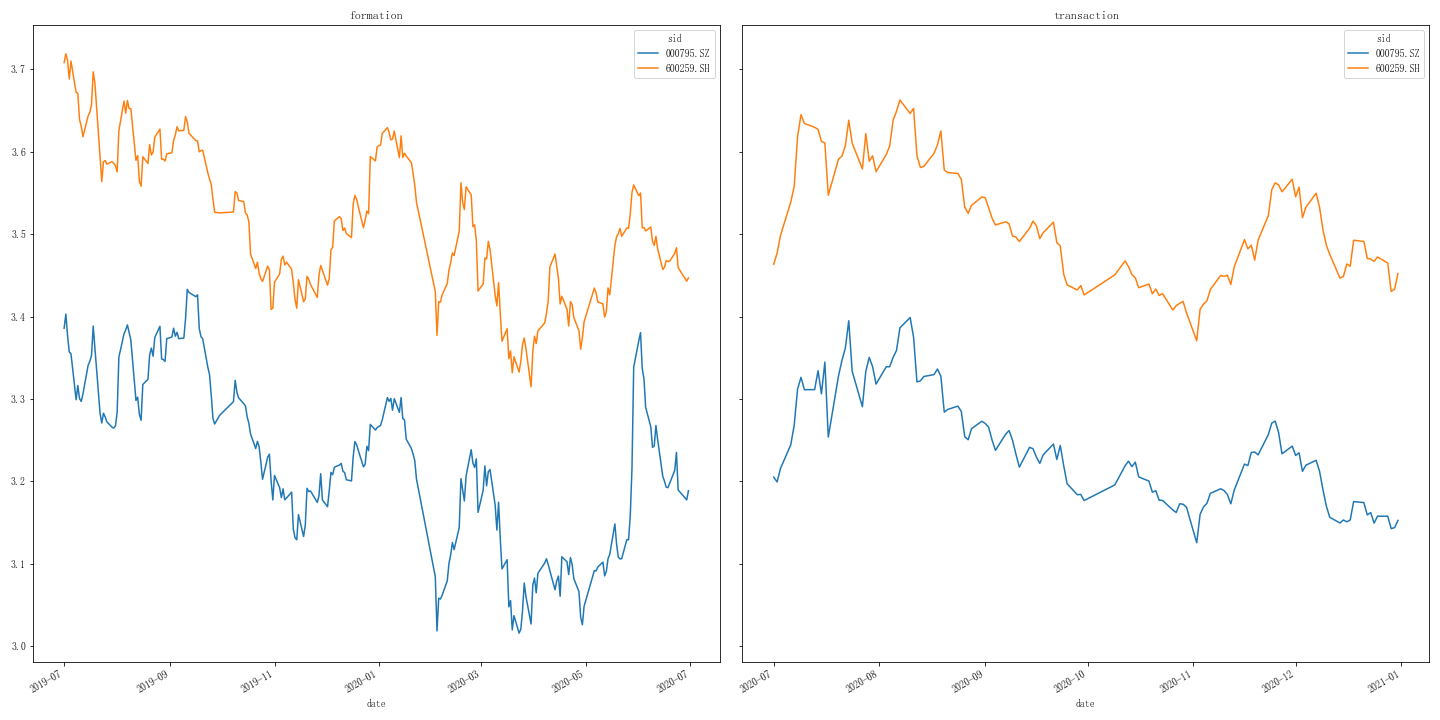 formation
sid
000795.SZ
600259.SH
3.7
3.6
3.5
3.4
3.3
3.2
3.1
3.0
2019-07
2019-09
2019-11
2020-01
2020-03
2020-05
2020-07
date
transaction
sid
000795.SZ
600259.SH
2020-07
2020-08
2020-09
2020-10
2020-11
2020-12
2021-01
date